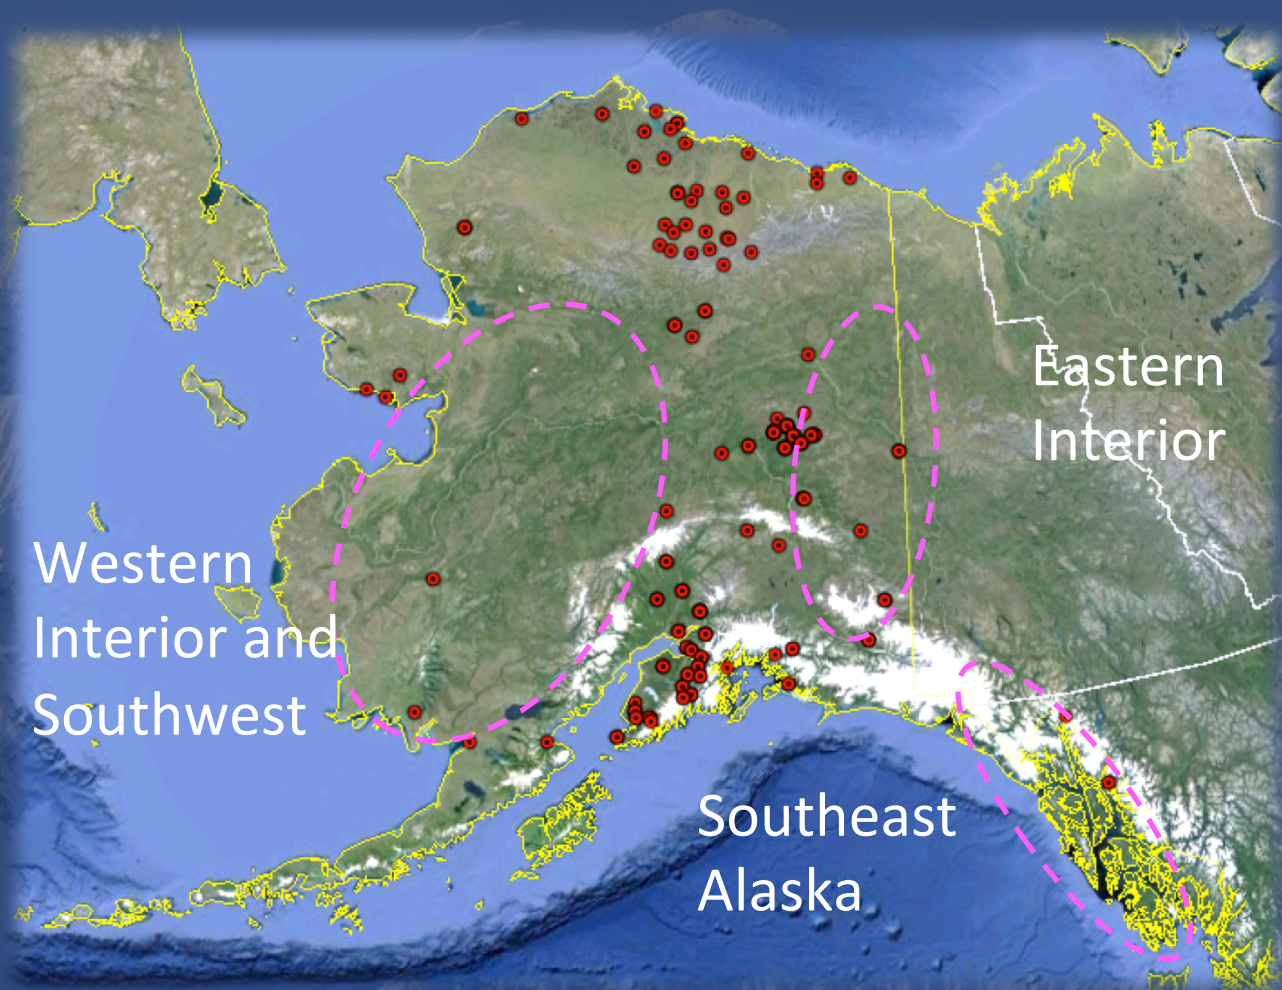 Eastern
Interior
Western
Interior and
Southwest
Southeast
Alaska